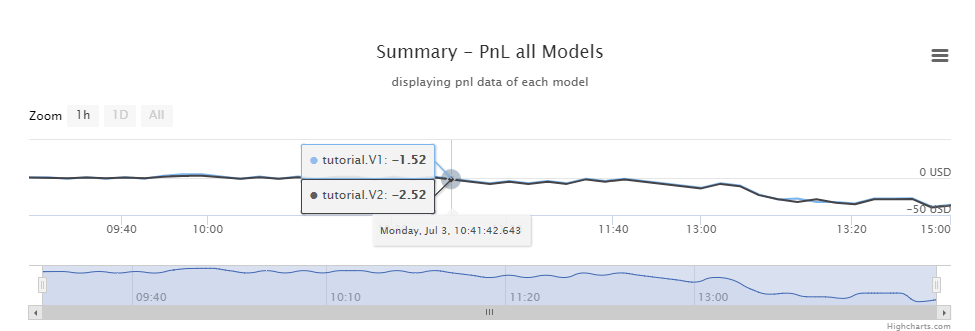 Summary - PnL all Models
displaying pnl data of each model
Zoom 1h 1D All
tutorial.V1: -1.52
0 USD
tutorial.V2: -2.52
-50 USD
Monday, Jul 3, 10:41:42.643
09:40 10:00 11:40 13:00 13:20 15:00
09:40 10:10 11:20 13:00
Highcharts.com